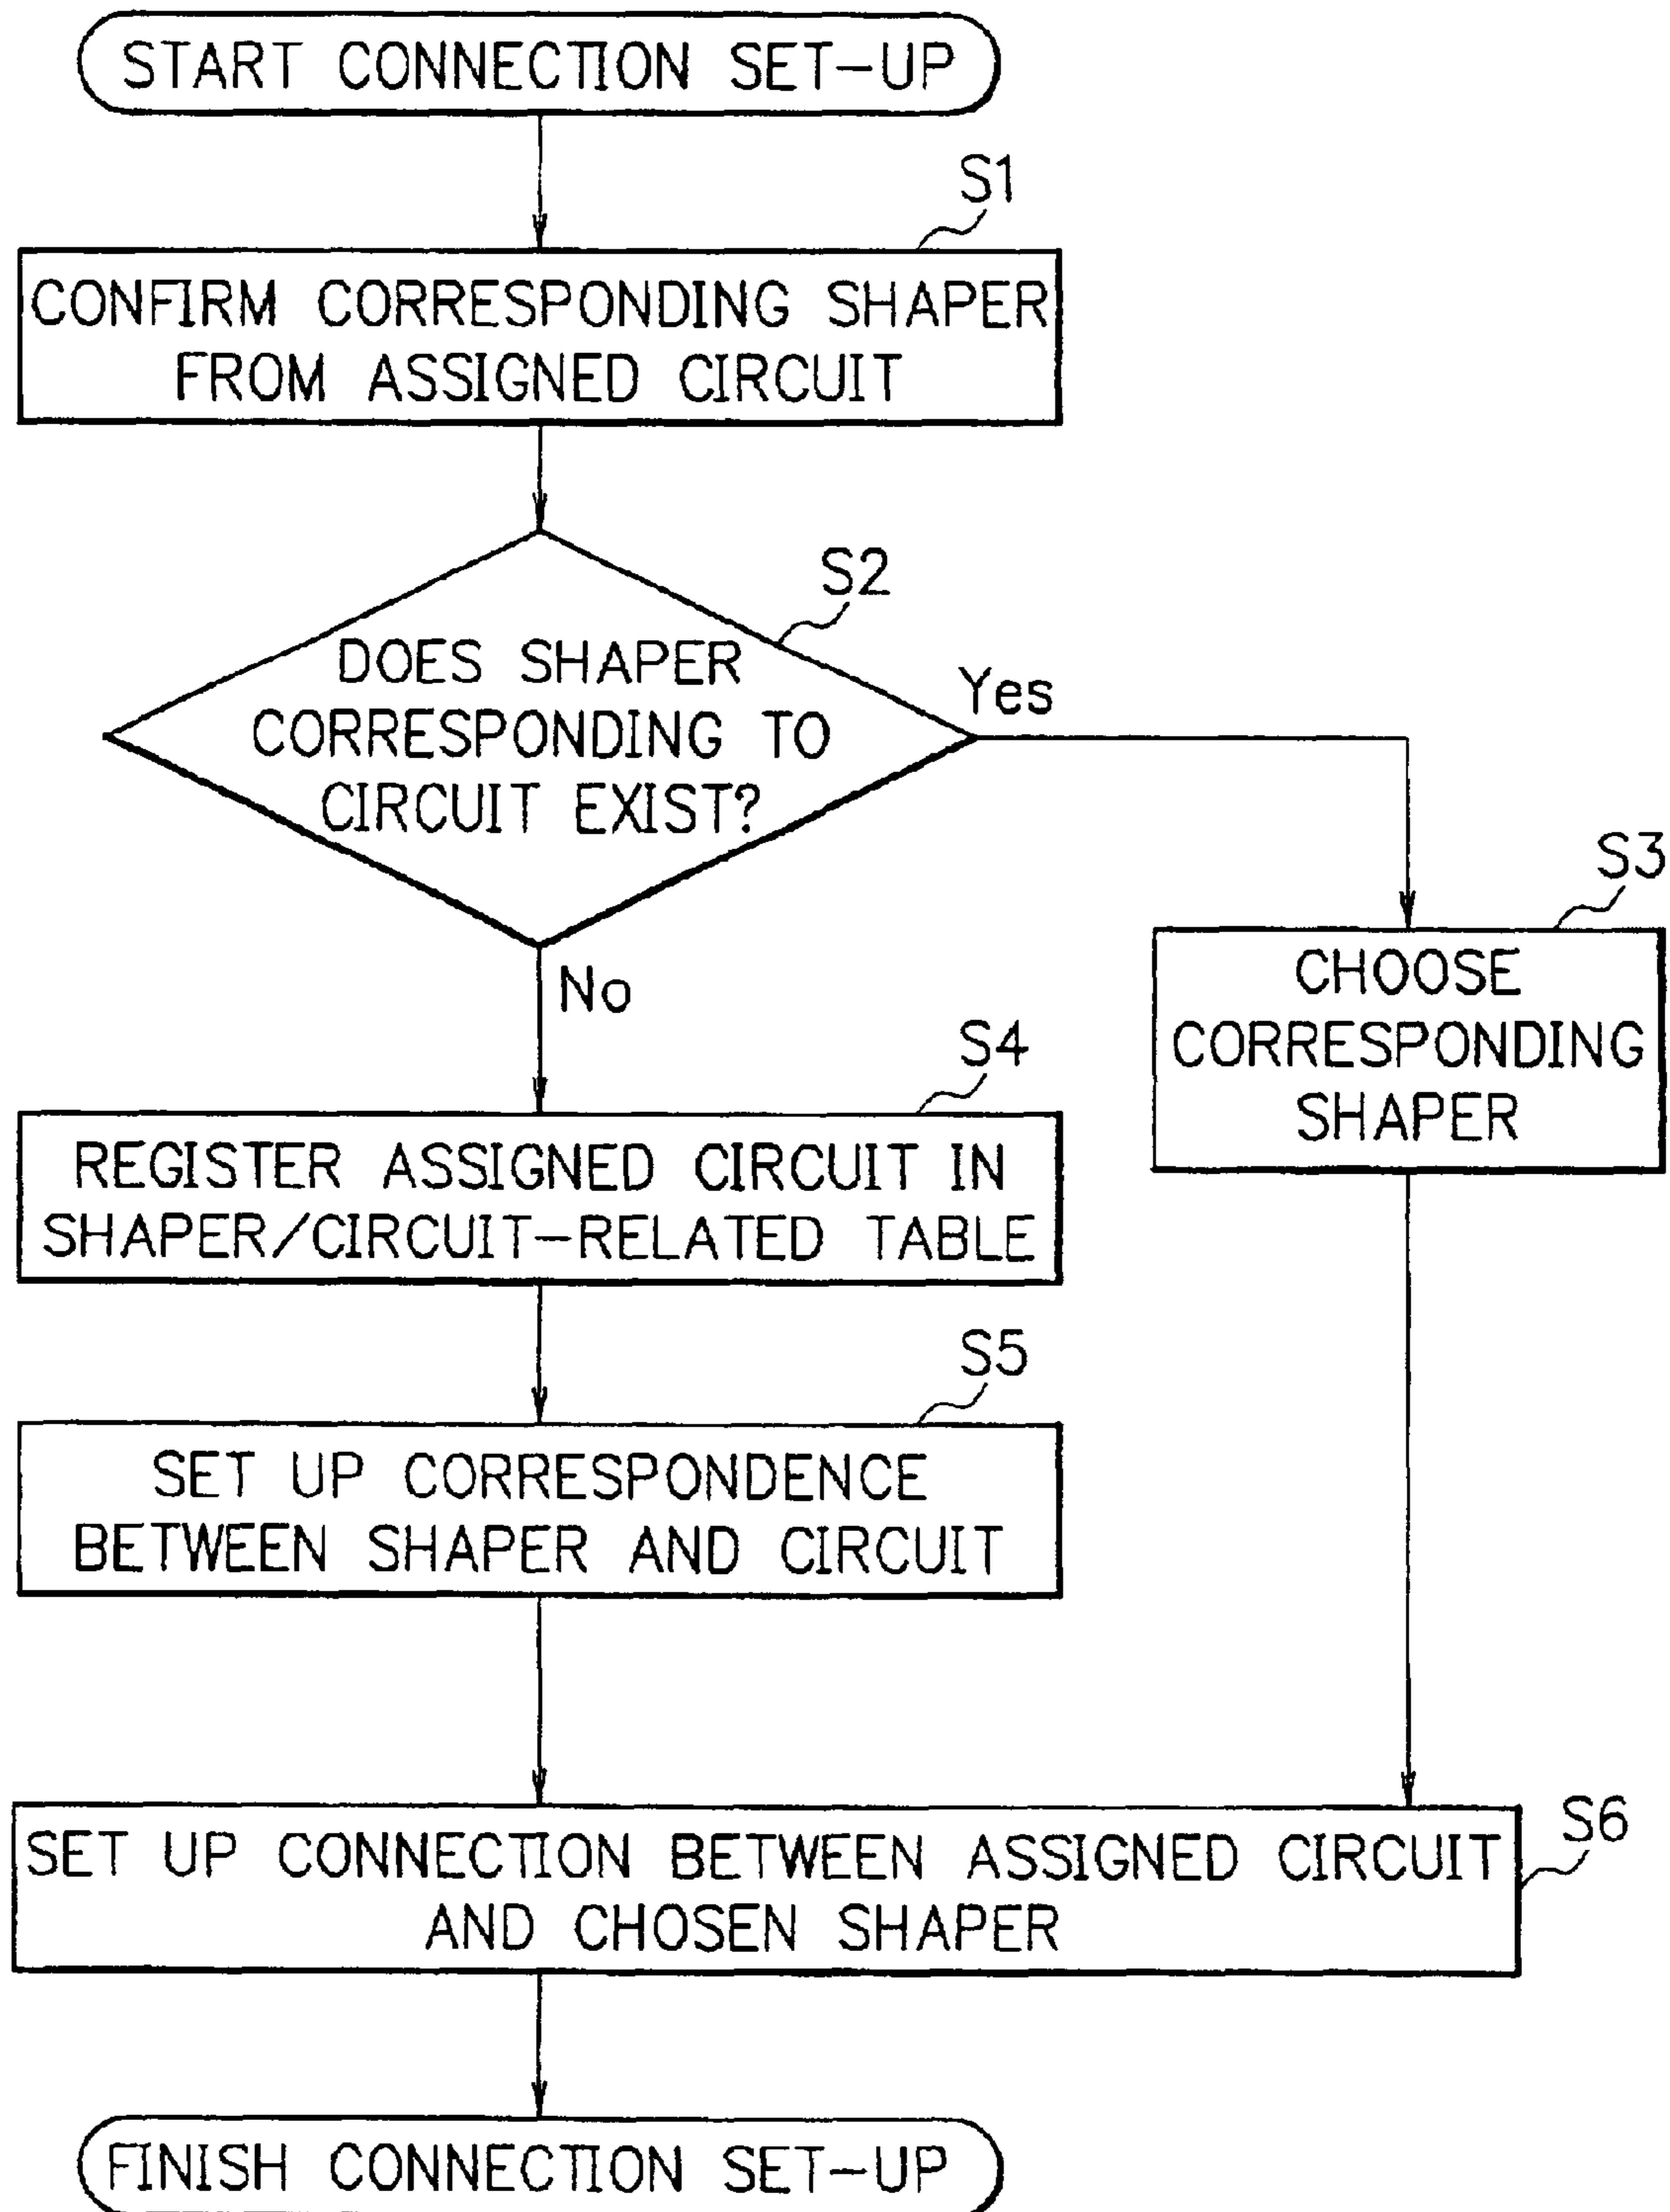 START CONNECTION SET-UP
S1
CONFIRM CORRESPONDING SHAPER
FROM ASSIGNED CIRCUIT
S2
DOES SHAPER
CORRESPONDING TO
CIRCUIT EXIST?
Yes
No
S3
CHOOSE
CORRESPONDING
SHAPER
S4
REGISTER ASSIGNED CIRCUIT IN
SHAPER/CIRCUIT-RELATED TABLE
S5
SET UP CORRESPONDENCE
BETWEEN SHAPER AND CIRCUIT
S6
SET UP CONNECTION BETWEEN ASSIGNED CIRCUIT
AND CHOSEN SHAPER
FINISH CONNECTION SET-UP